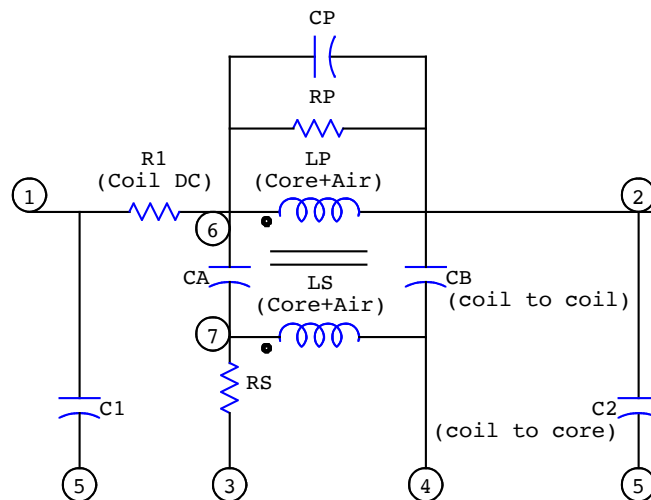 CP
RP
R1
(Coil DC)
LP
(Core+Air)
1
2
6
CA
LS
(Core+Air)
CB
(coil to coil)
7
RS
C1
C2
(coil to core)
5
3
4
5